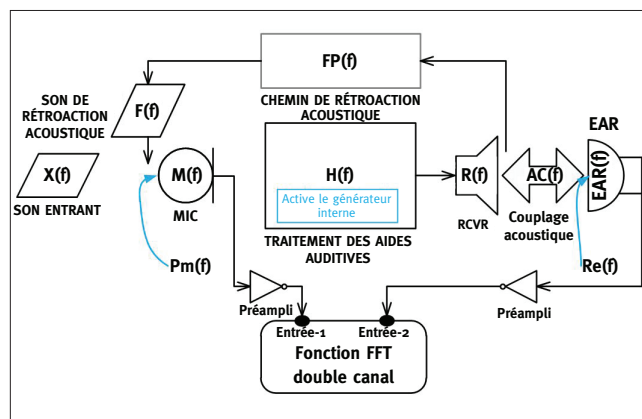 FP(f)
CHEMIN DE RÉTROACTION
ACOUSTIQUE
SON DE
RÉTROACTION
ACOUSTIQUE
F(f)
X(f)
SON ENTRANT
M(f)
MIC
H(f)
Active le générateur
interne
TRAITEMENT DES AIDES
AUDITIVES
R(f)
RCVR
AC(f)
Couplage
acoustique
EAR
EAR(f)
Pm(f)
Re(f)
Préampli
Préampli
Entrée-1
Entrée-2
Fonction FFT
double canal